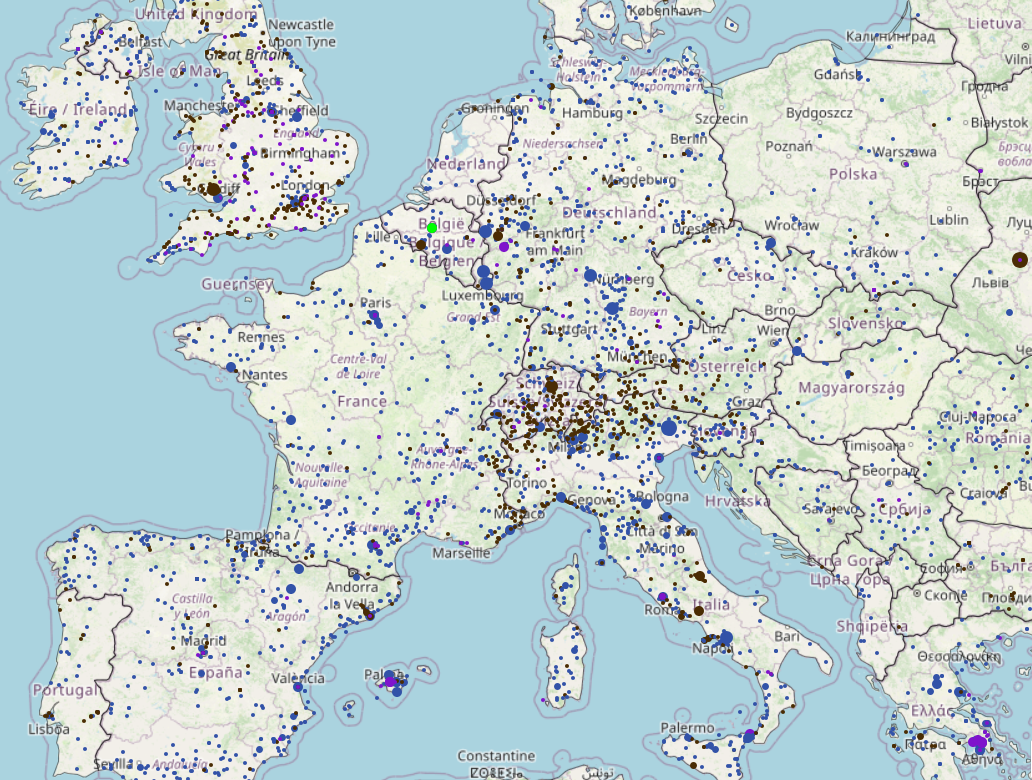 United Kingdom
København
Newcastle
upon Tyne
Lietuva
Калининград
Belfast
Great Britain
Isle of Man
Schleswig-
Holstein
Mecklenburg-
Vorpommern
Gdańsk
Leeds
Гродна
Éire / Ireland
Manchester
Sheffield
Groningen
Hamburg
Szczecin
Bydgoszcz
Białystok
England
Cymru
Wales
Birmingham
Niedersachsen
Berlin
Poznań
Warszawa
Nederland
Polska
Брэст
Cardiff
London
Düsseldorf
Magdeburg
Deutschland
Lublin
Lille
België
Belgique
Belgien
Frankfurt
am Main
Dresden
Wrocław
Kraków
Guernsey
Luxembourg
Nürnberg
Česko
Львів
Paris
Grand Est
Bayern
Brno
Rennes
Stuttgart
Linz
Wien
Slovensko
Centre-Val
de Loire
München
Österreich
Nantes
France
Schweiz
Magyarország
Graz
Cluj-Napoca
Slovenija
România
Auvergne-
Rhône-Alpes
Milano
Timișoara
Nouvelle
Aquitaine
Torino
Београд
Genova
Bologna
Hrvatska
Craiova
Monaco
Sarajevo
Србија
Occitanie
Città di San
Marino
Pamplona /
Marseille
Crna Gora
Црна Гора
София
Andorra
la Vella
Скопје
Пловди
Castilla
y León
Aragón
Roma
Italia
Shqipëria
Madrid
Bari
España
Napoli
Θεσσαλονίκη
Portugal
València
Palma
Ελλάς
Lisboa
Palermo
Πάτρα
Αθήνα
Sevilla
Andalucía
Constantine
ⵇⵙⴻⵏⵟⵉⵏⴰ
تونس